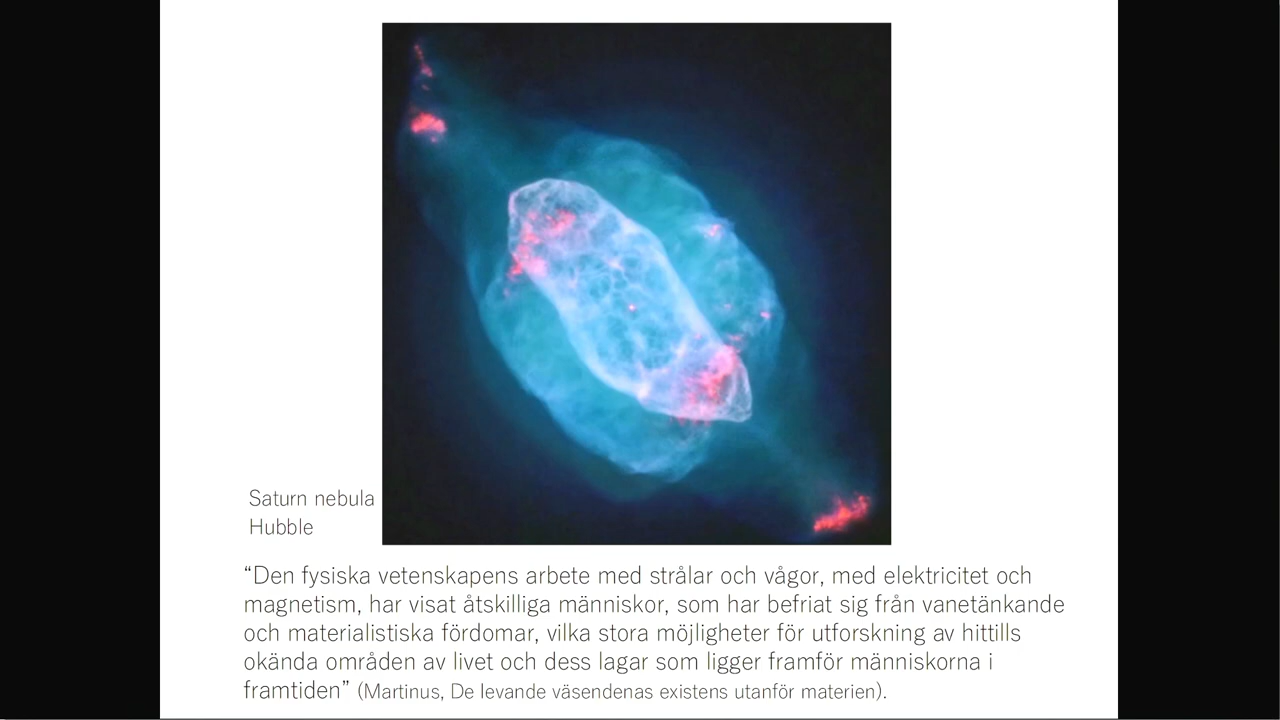 Saturn nebula
Hubble
“Den fysiska vetenskapens arbete med strålar och vågor, med elektricitet och
magnetism, har visat åtskilliga människor, som har befriat sig från vanetänkande
och materialistiska fördomar, vilka stora möjligheter för utforskning av hittills
okända områden av livet och dess lagar som ligger framför människorna i
framtiden” (Martinus, De levande väsendenas existens utanför materien).